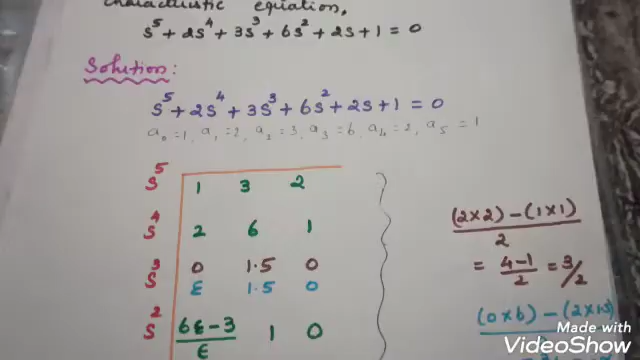 characteristic equation,
s⁵ + 2s⁴ + 3s³ + 6s² + 2s + 1 = 0
Solution:
s⁵ + 2s⁴ + 3s³ + 6s² + 2s + 1 = 0
a₀ = 1, a₁ = 2, a₂ = 3, a₃ = 6, a₄ = 2, a₅ = 1
s⁵ 1 3 2
s⁴ 2 6 1
s³ 0 1.5 0
ε 1.5 0
s² (6ε - 3)/ε 1 0
((2×2) - (1×1))/2
= (4-1)/2 = 3/2
(0×6) - (2×1.5)
Made with
VivaVideo